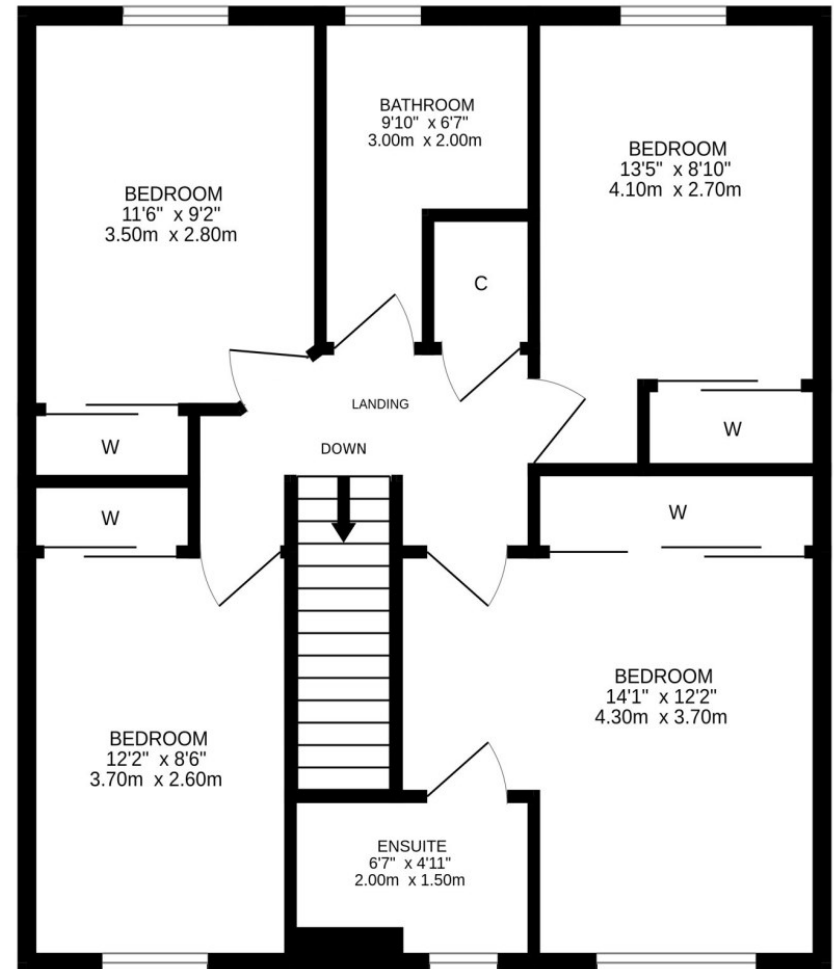 BATHROOM
9'10" x 6'7"
3.00m x 2.00m
BEDROOM
13'5" x 8'10"
4.10m x 2.70m
BEDROOM
11'6" x 9'2"
3.50m x 2.80m
C
LANDING
W
W
DOWN
W
W
BEDROOM
14'1" x 12'2"
4.30m x 3.70m
BEDROOM
12'2" x 8'6"
3.70m x 2.60m
ENSUITE
6'7" x 4'11"
2.00m x 1.50m